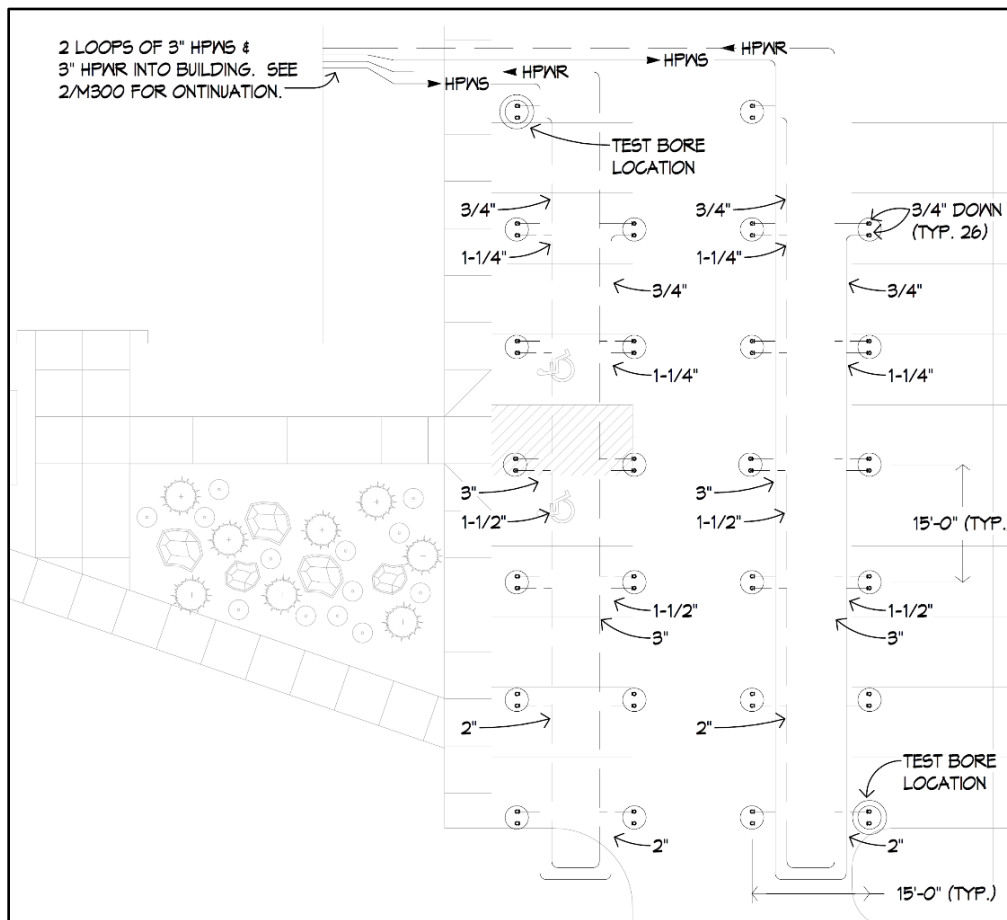 2 LOOPS OF 3" HPWS &
3" HPWR INTO BUILDING. SEE
2/M300 FOR ONTINUATION.
HPWR
HPWS
HPWR
HPWS
TEST BORE
LOCATION
3/4"
3/4"
3/4" DOWN
(TYP. 26)
1-1/4"
1-1/4"
3/4"
3/4"
1-1/4"
1-1/4"
3"
3"
1-1/2"
1-1/2"
15'-0" (TYP.
1-1/2"
1-1/2"
3"
3"
2"
2"
TEST BORE
LOCATION
2"
2"
15'-0" (TYP.)